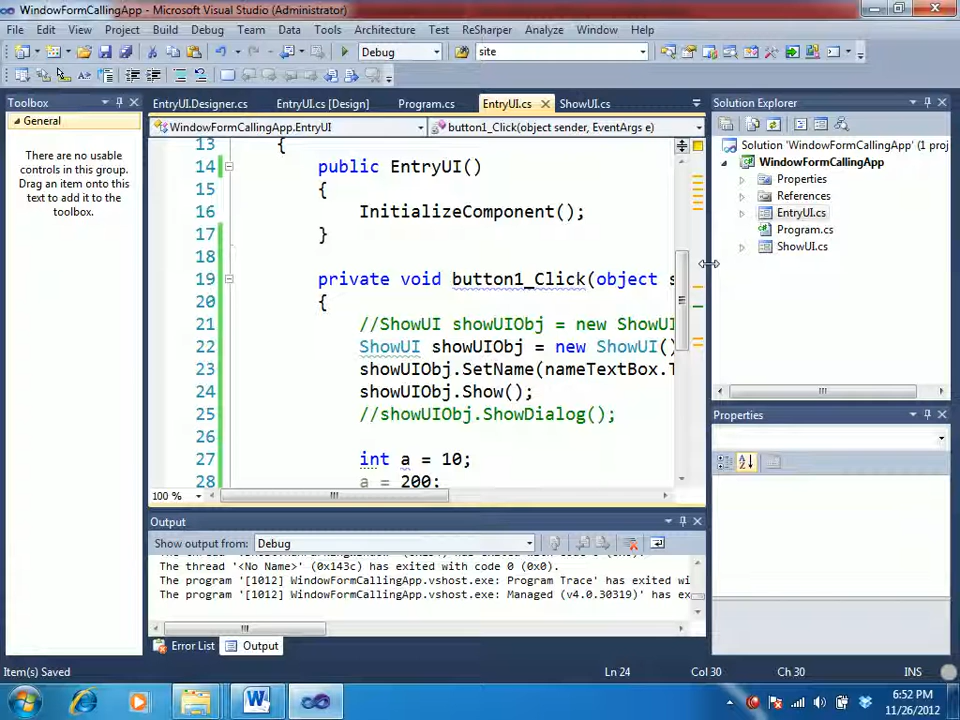 WindowFormCallingApp - Microsoft Visual Studio (Administrator)
File Edit View Project Build Debug Team Data Tools Architecture Test ReSharper Analyze Window Help
Debug site
Toolbox
General
There are no usable
controls in this group.
Drag an item onto this
text to add it to the
toolbox.
EntryUI.Designer.cs EntryUI.cs [Design] Program.cs EntryUI.cs ShowUI.cs
WindowFormCallingApp.EntryUI button1_Click(object sender, EventArgs e)
13 {
14 public EntryUI()
15 {
16 InitializeComponent();
17 }
18
19 private void button1_Click(object s
20 {
21 //ShowUI showUIObj = new ShowUI
22 ShowUI showUIObj = new ShowUI()
23 showUIObj.SetName(nameTextBox.T
24 showUIObj.Show();
25 //showUIObj.ShowDialog();
26
27 int a = 10;
28 a = 200;
100 %
Output
Show output from: Debug
The thread '<No Name>' (0x143c) has exited with code 0 (0x0).
The program '[1012] WindowFormCallingApp.vshost.exe: Program Trace' has exited wi
The program '[1012] WindowFormCallingApp.vshost.exe: Managed (v4.0.30319)' has ex
Error List Output
Solution Explorer
Solution 'WindowFormCallingApp' (1 proj
WindowFormCallingApp
Properties
References
EntryUI.cs
Program.cs
ShowUI.cs
Properties
Item(s) Saved Ln 24 Col 30 Ch 30 INS
6:52 PM
11/26/2012